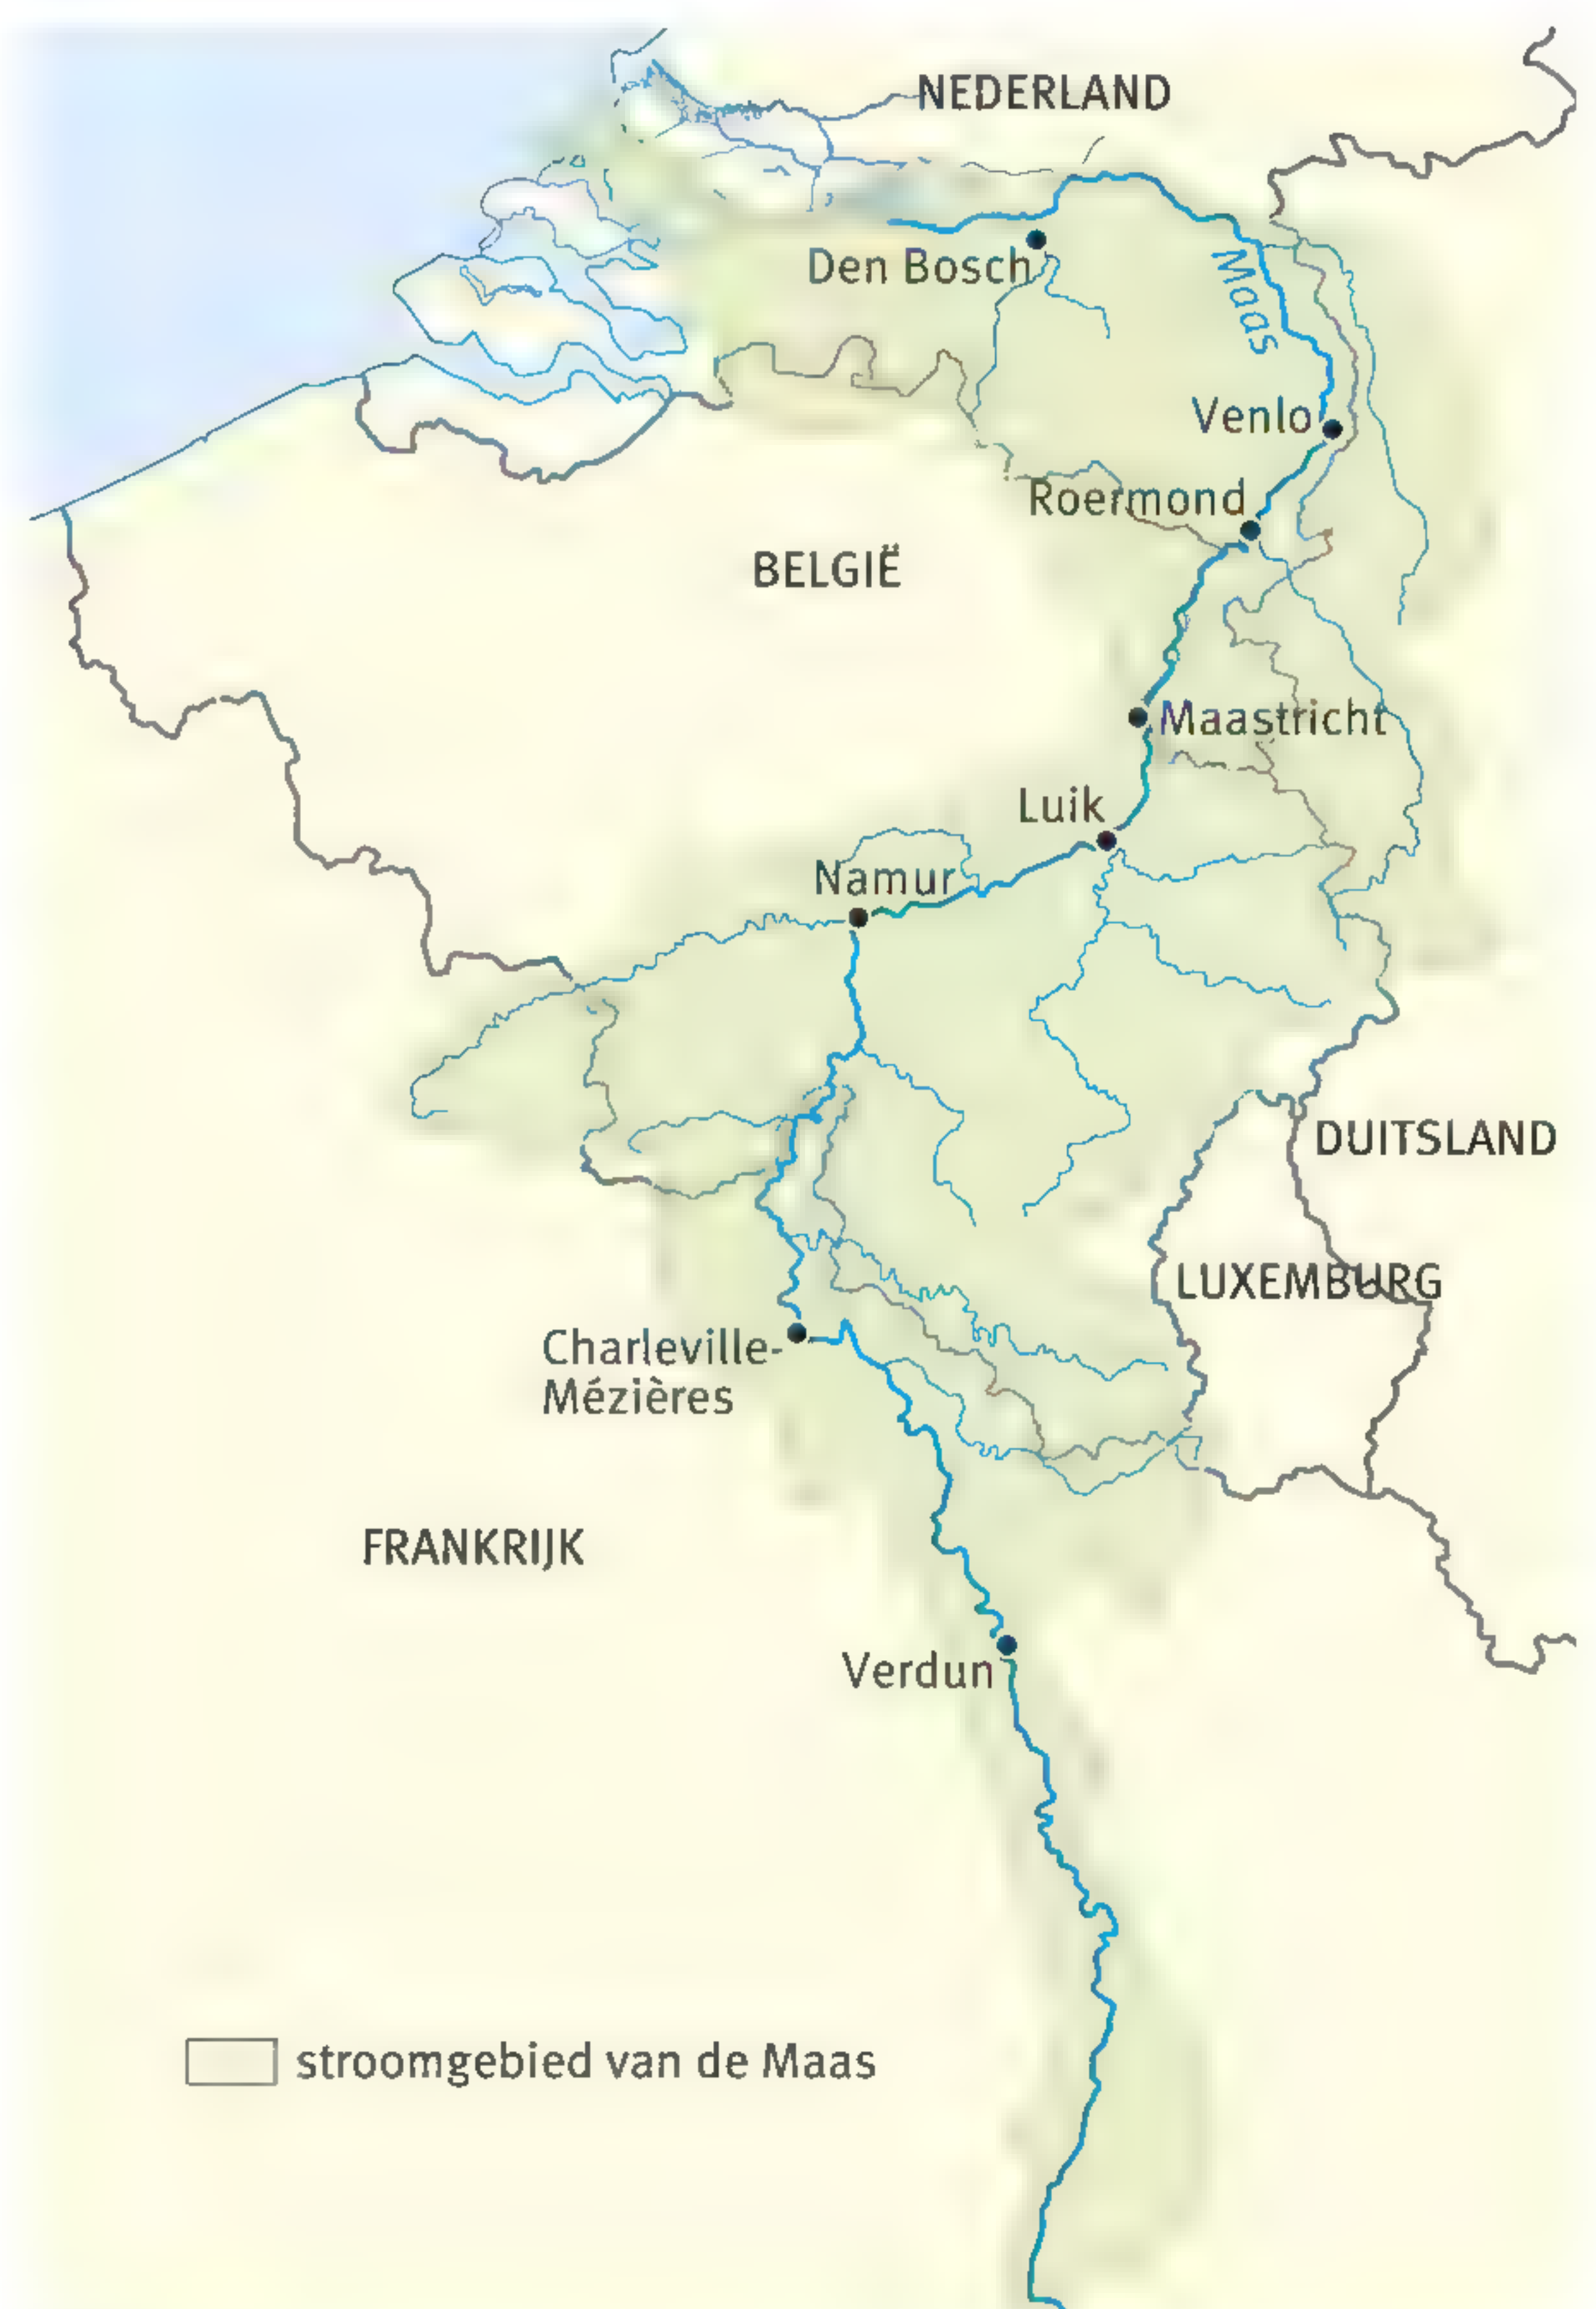 NEDERLAND
Den Bosch
Maas
Venlo
Roermond
BELGIË
Maastricht
Luik
Namur
DUITSLAND
LUXEMBURG
Charleville-
Mézières
FRANKRIJK
Verdun
stroomgebied van de Maas